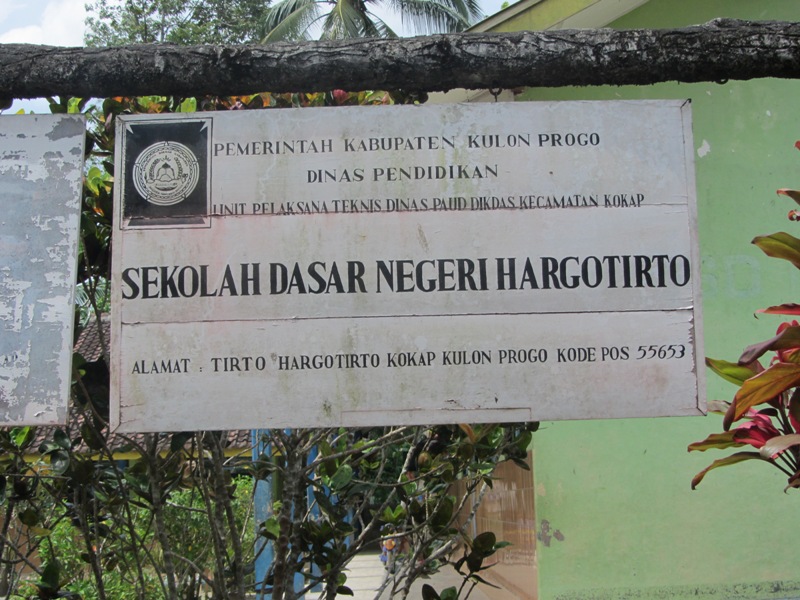 PEMERINTAH KABUPATEN KULON PROGO
DINAS PENDIDIKAN
UNIT PELAKSANA TEKNIS DINAS PAUD DIKDAS KECAMATAN KOKAP
SEKOLAH DASAR NEGERI HARGOTIRTO
ALAMAT : TIRTO HARGOTIRTO KOKAP KULON PROGO KODE POS 55653